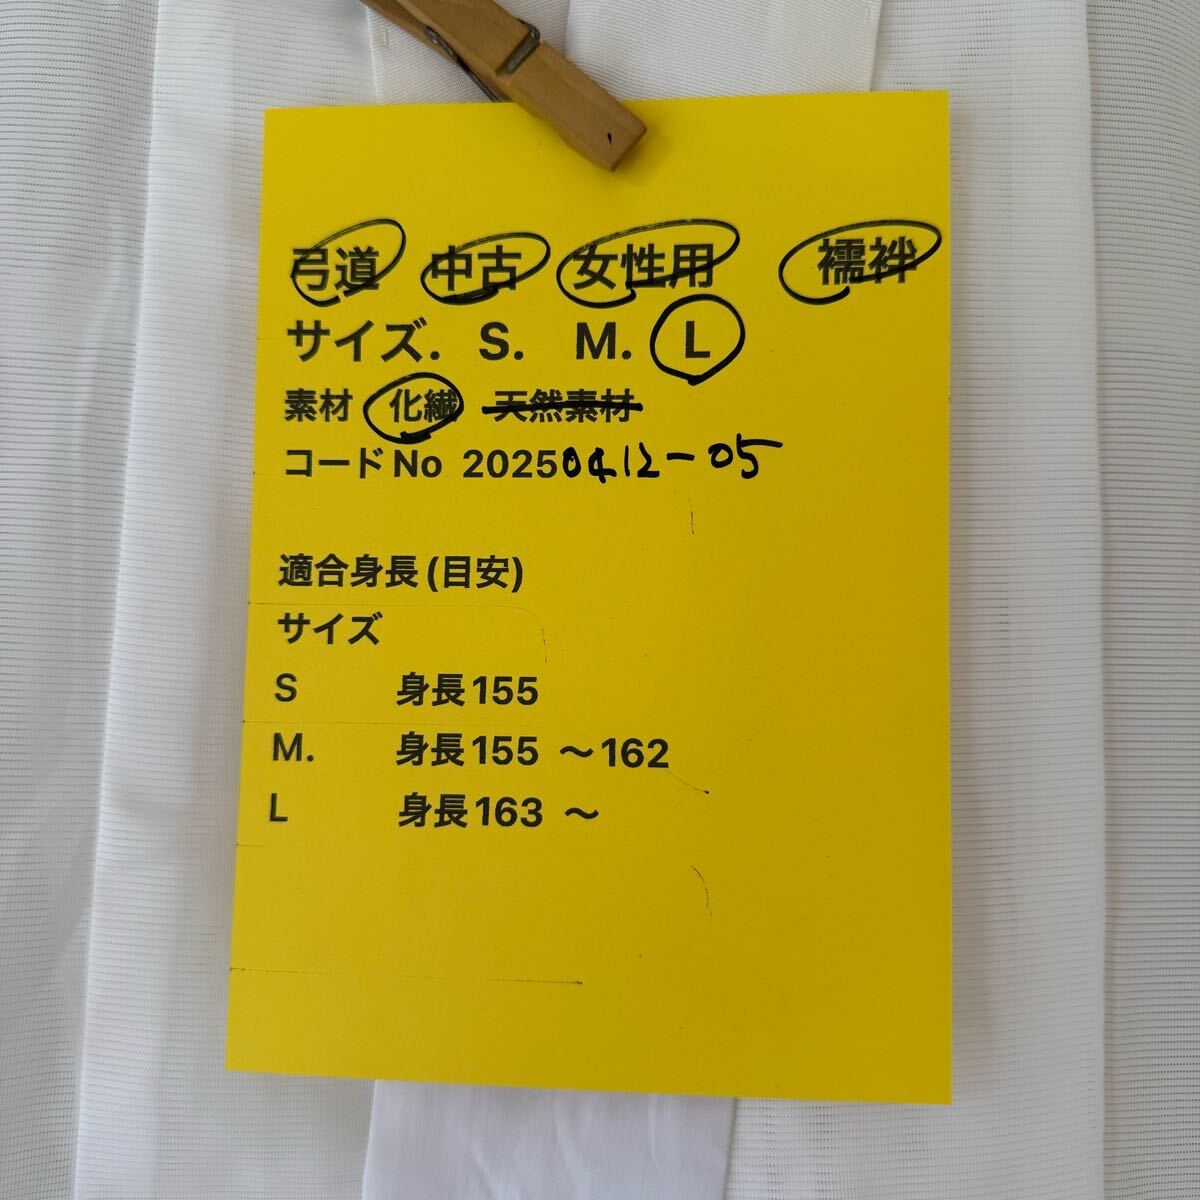 弓道 中古 女性用 襦袢
サイズ. S. M. L
素材 化繊 天然素材
コードNo 20250412-05
適合身長(目安)
サイズ
S 身長155
M. 身長155 ～162
L 身長163 ～